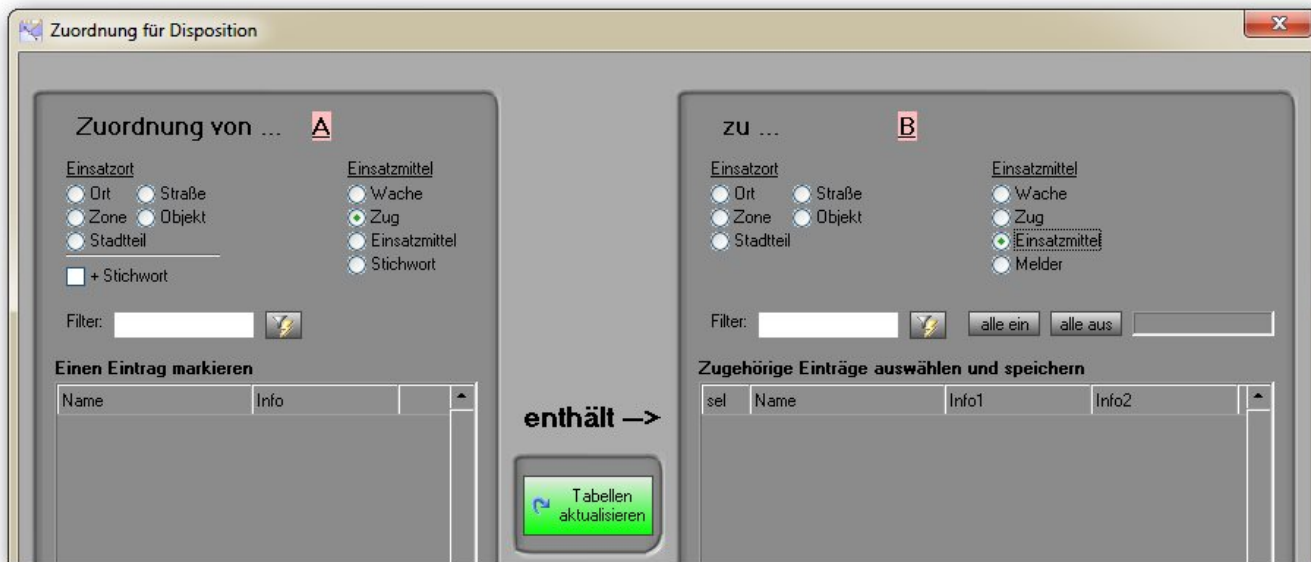 Zuordnung für Disposition
x
Zuordnung von ... A
Einsatzort
Ort Straße
Zone Objekt
Stadtteil
+ Stichwort
Einsatzmittel
Wache
Zug
Einsatzmittel
Stichwort
Filter:
Einen Eintrag markieren
Name Info
enthält -->
Tabellen
aktualisieren
zu ... B
Einsatzort
Ort Straße
Zone Objekt
Stadtteil
Einsatzmittel
Wache
Zug
Einsatzmittel
Melder
Filter: alle ein alle aus
Zugehörige Einträge auswählen und speichern
sel Name Info1 Info2